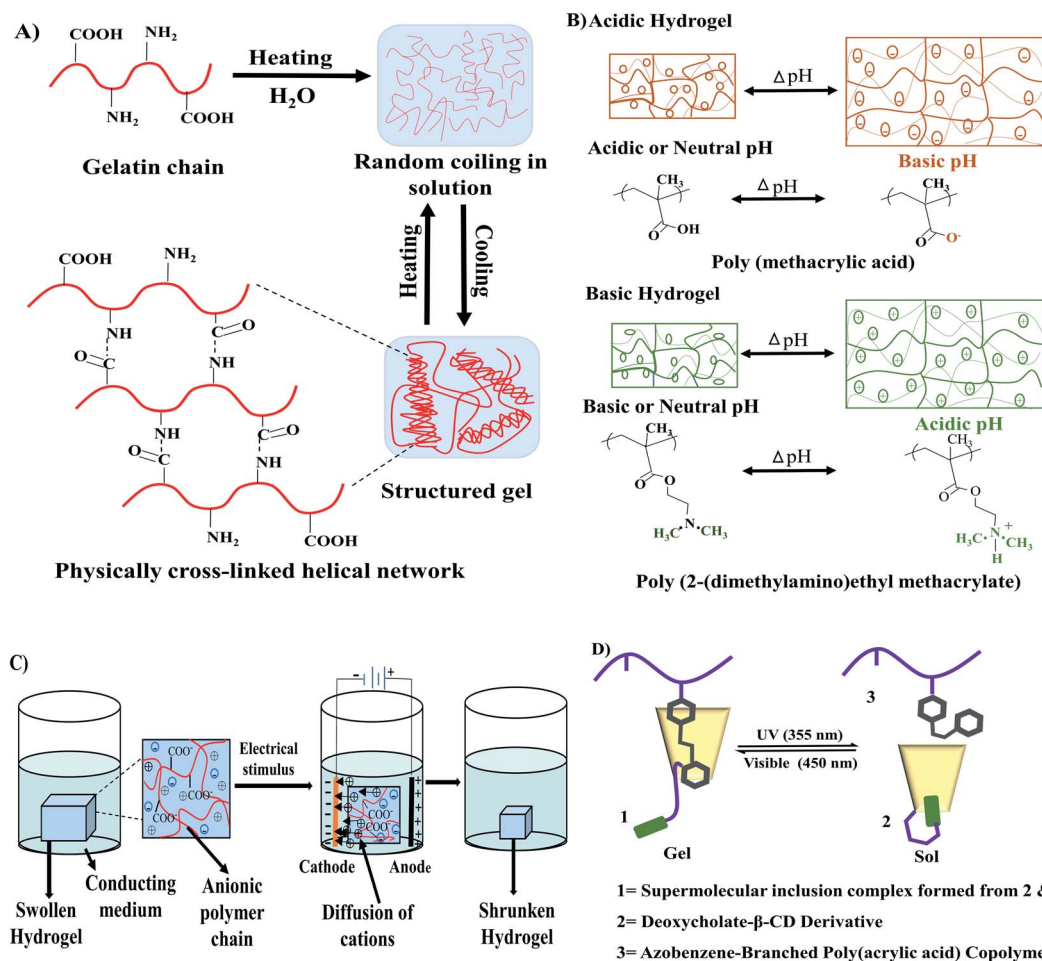 A)
COOH
NH2
NH2
COOH
Gelatin chain
Heating
H2O
Random coiling in
solution
Heating
Cooling
COOH
NH2
NH
C
O
C
O
NH
NH
C
O
O
C
NH
NH2
COOH
Structured gel
Physically cross-linked helical network
B)
Acidic Hydrogel
ΔpH
Acidic or Neutral pH
Basic pH
CH3
O
OH
ΔpH
CH3
O
O-
Poly (methacrylic acid)
Basic Hydrogel
ΔpH
Basic or Neutral pH
Acidic pH
CH3
O
O
N
H3C
CH3
ΔpH
CH3
O
O
N
+
H3C
CH3
H
Poly (2-(dimethylamino)ethyl methacrylate)
C)
COO-
COO-
COO-
COO-
Electrical
stimulus
- +
COO-
COO-
Cathode Anode
Swollen
Hydrogel
Conducting
medium
Anionic
polymer
chain
Diffusion of
cations
Shrunken
Hydrogel
D)
1
Gel
UV (355 nm)
Visible (450 nm)
3
2
Sol
1= Supermolecular inclusion complex formed from 2
2= Deoxycholate-β-CD Derivative
3= Azobenzene-Branched Poly(acrylic acid)